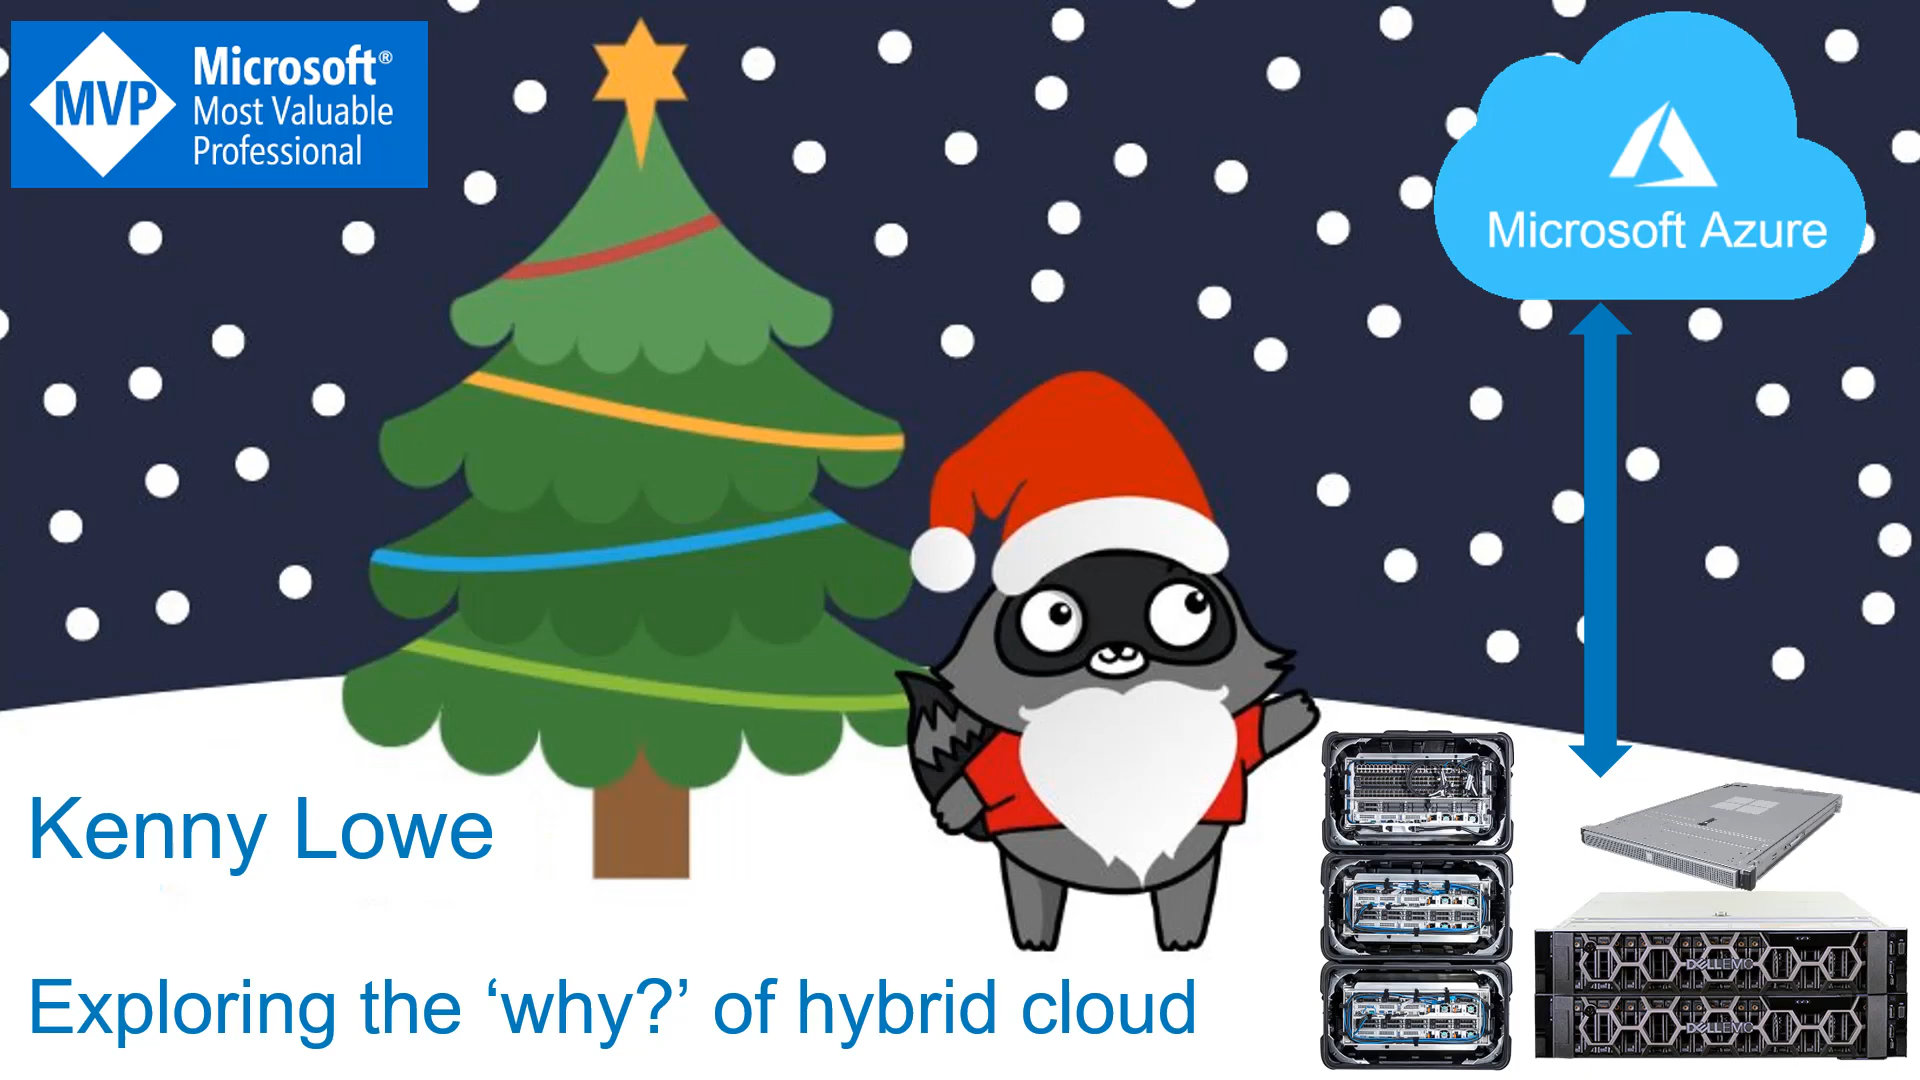 MVP
Microsoft®
Most Valuable
Professional
Microsoft Azure
Kenny Lowe
Exploring the ‘why?’ of hybrid cloud
DELLEMC
DELLEMC